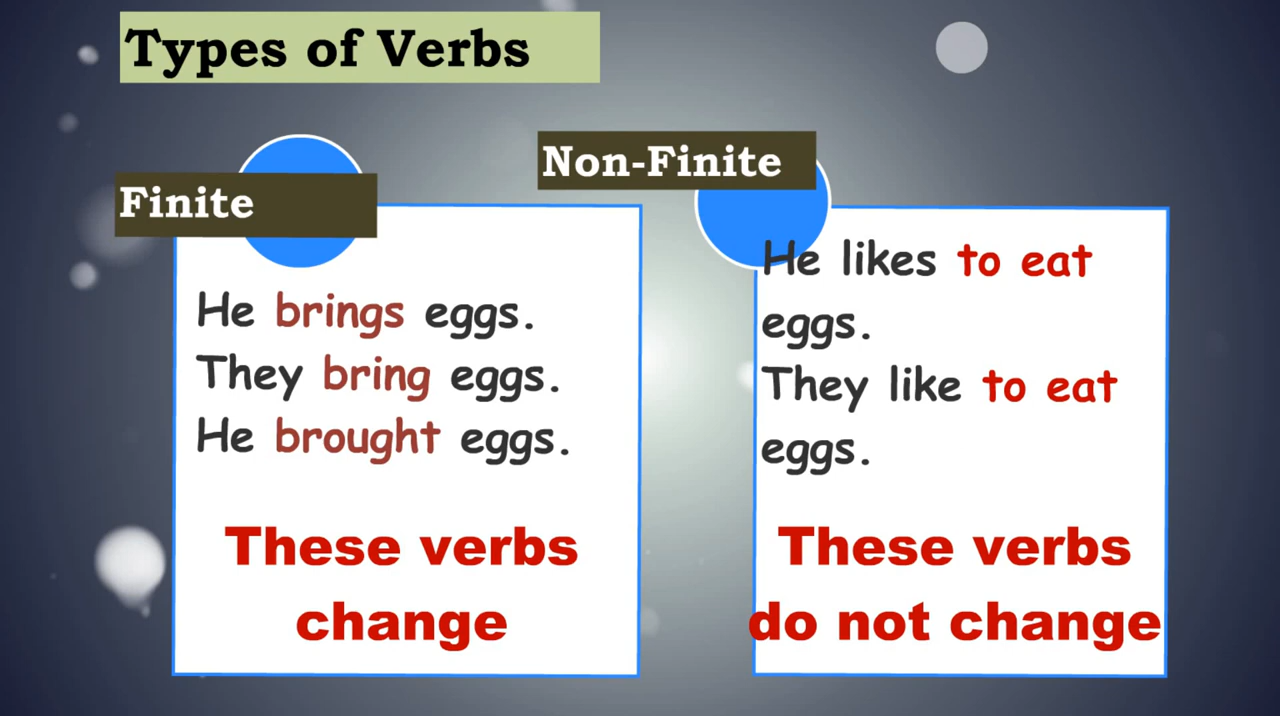 Types of Verbs
Finite
He brings eggs.
They bring eggs.
He brought eggs.
These verbs
change
Non-Finite
He likes to eat
eggs.
They like to eat
eggs.
These verbs
do not change